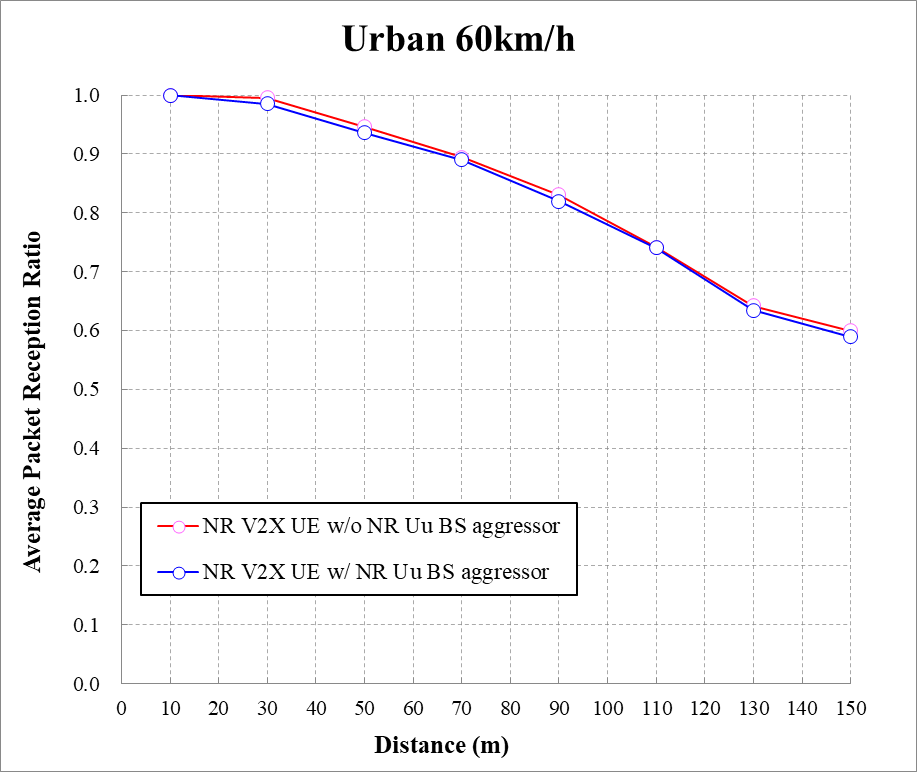 Urban 60km/h
1.0
0.9
0.8
0.7
0.6
0.5
0.4
0.3
0.2
0.1
0.0
Average Packet Reception Ratio
NR V2X UE w/o NR Uu BS aggressor
NR V2X UE w/ NR Uu BS aggressor
0 10 30 40 50 60 70 80 90 100 110 120 130 140 150
Distance (m)